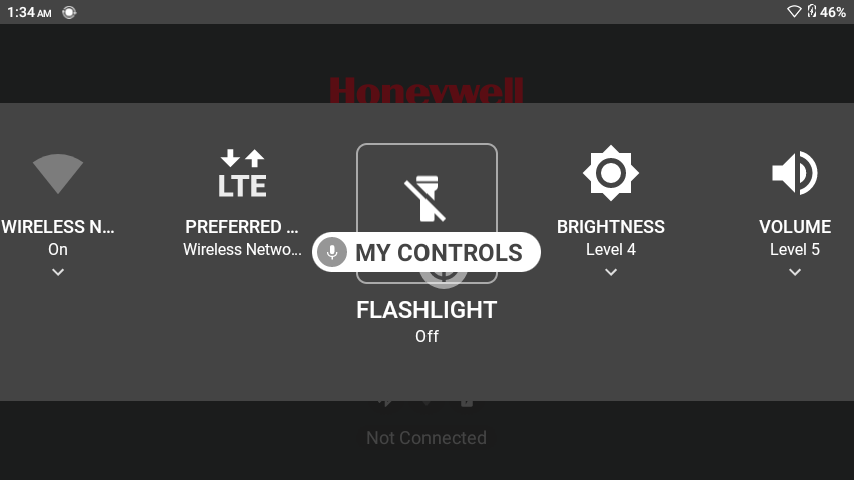 1:34 AM
46%
Honeywell
LTE
WIRELESS N...
On
PREFERRED ...
Wireless Netwo...
MY CONTROLS
FLASHLIGHT
Off
BRIGHTNESS
Level 4
VOLUME
Level 5
Not Connected